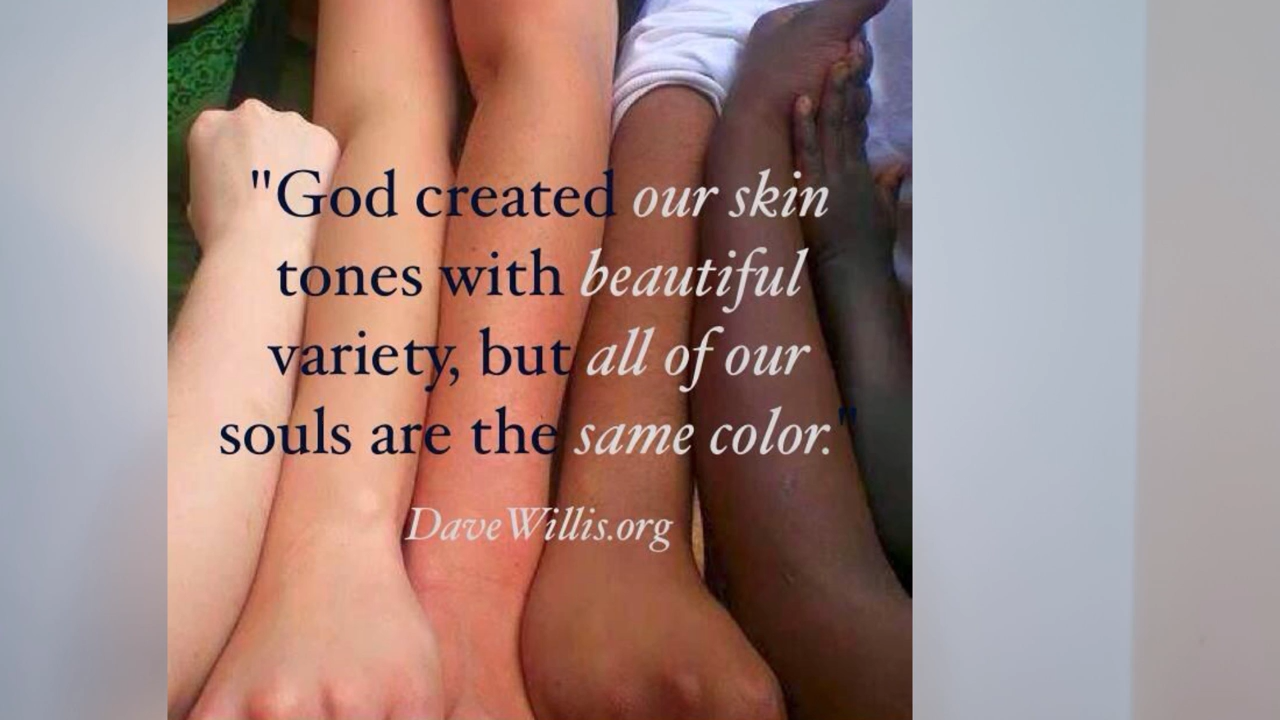 "God created our skin
tones with beautiful
variety, but all of our
souls are the same color."
DaveWillis.org